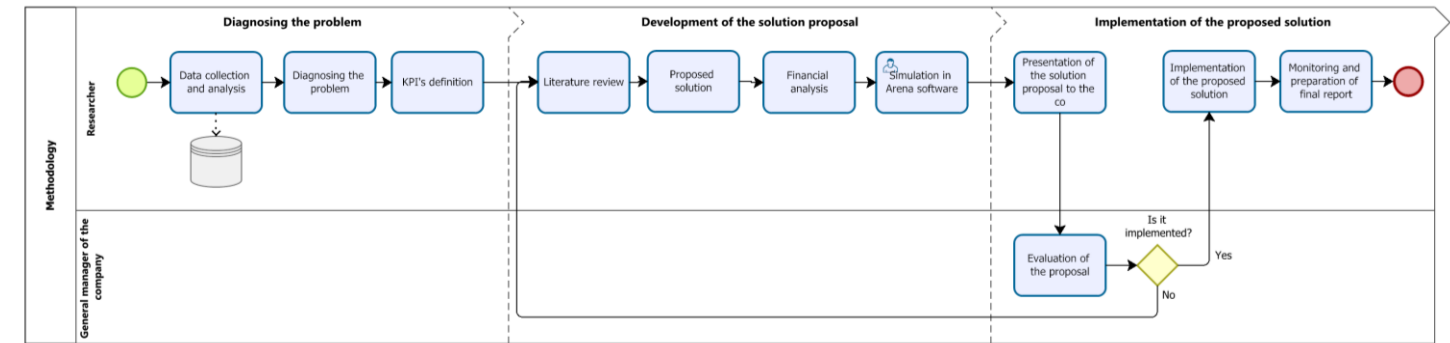 Diagnosing the problem
Development of the solution proposal
Implementation of the proposed solution
Methodology
Researcher
Data collection
and analysis
Diagnosing the
problem
KPI's definition
Literature review
Proposed
solution
Financial
analysis
Simulation in
Arena software
Presentation of
the solution
proposal to the
co
Implementation
of the proposed
solution
Monitoring and
preparation of
final report
General manager of the
company
Evaluation of
the proposal
Is it
implemented?
Yes
No